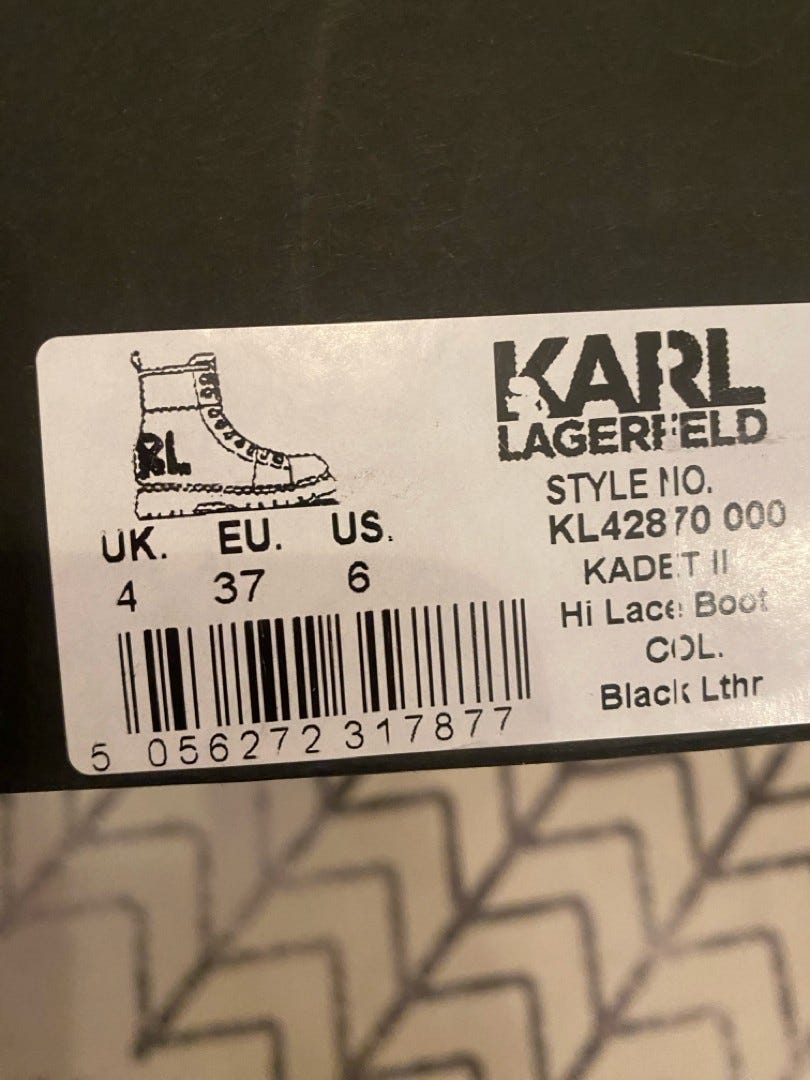 KARL
LAGERFELD
STYLE NO.
KL42870 000
KADET II
Hi Lace Boot
COL.
Black Lthr
KL
UK. EU. US.
4 37 6
5 056272 317877